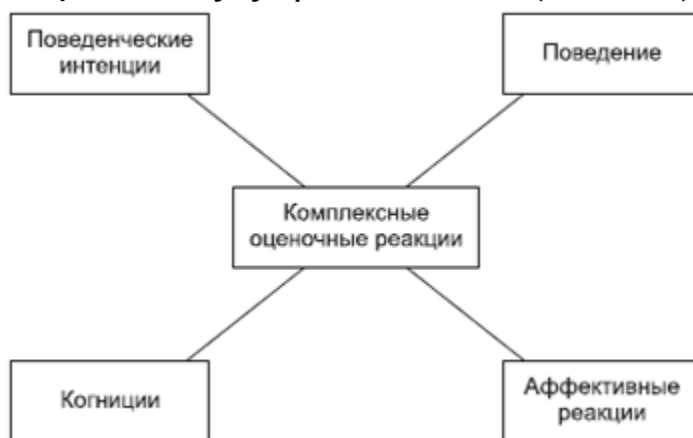 Поведенческие
интенции
Поведение
Комплексные
оценочные реакции
Когниции
Аффективные
реакции